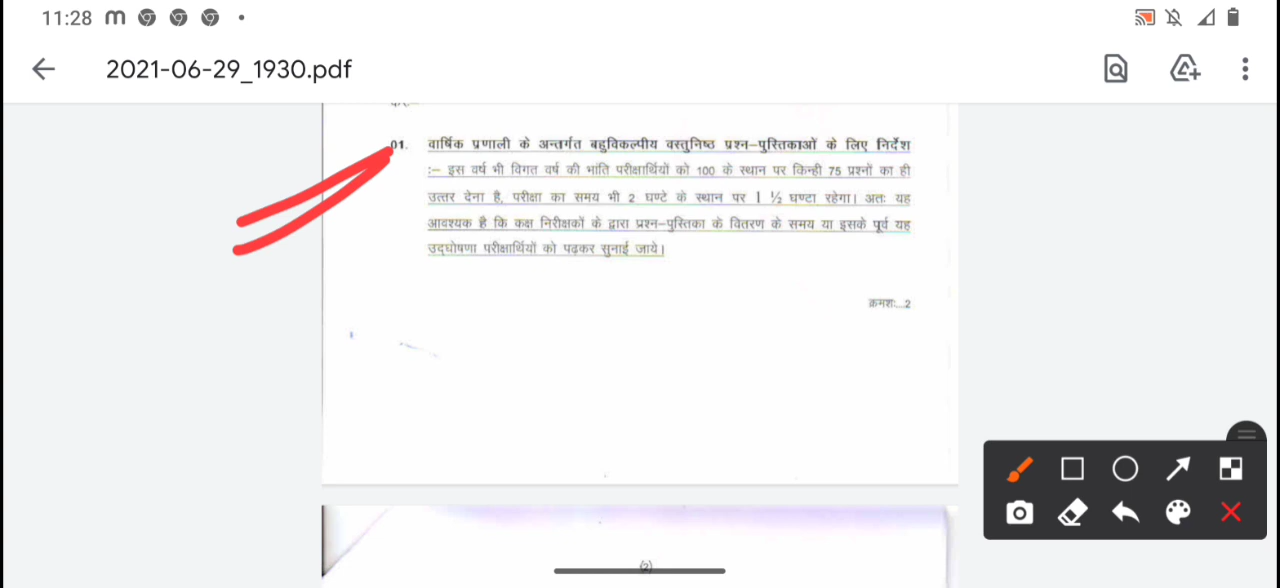 11:28 m
2021-06-29_1930.pdf
01. वार्षिक प्रणाली के अन्तर्गत बहुविकल्पीय वस्तुनिष्ठ प्रश्न-पुस्तिकाओं के लिए निर्देश
:– इस वर्ष भी विगत वर्ष की भांति परीक्षार्थियों को 100 के स्थान पर किन्ही 75 प्रश्नों का ही
उत्तर देना है, परीक्षा का समय भी 2 घण्टे के स्थान पर 1 ½ घण्टा रहेगा। अतः यह
आवश्यक है कि कक्ष निरीक्षकों के द्वारा प्रश्न-पुस्तिका के वितरण के समय या इसके पूर्व यह
उद्घोषणा परीक्षार्थियों को पढ़कर सुनाई जाये।
क्रमशः...2
(2)